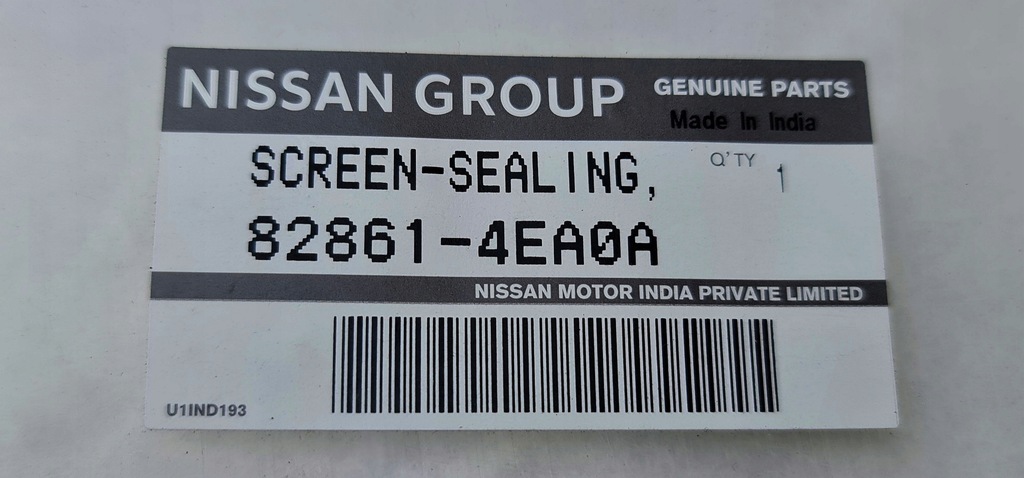 NISSAN GROUP
GENUINE PARTS
Made In India
SCREEN-SEALING,
Q'TY 1
82861-4EA0A
NISSAN MOTOR INDIA PRIVATE LIMITED
U1IND193